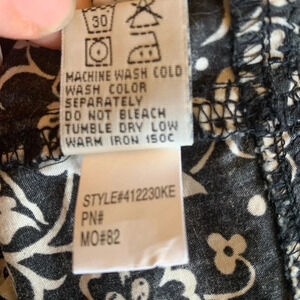 30
MACHINE WASH COLD
WASH COLOR
SEPARATELY
DO NOT BLEACH
TUMBLE DRY LOW
WARM IRON 150C
STYLE#412230KE
PN#
MO#82